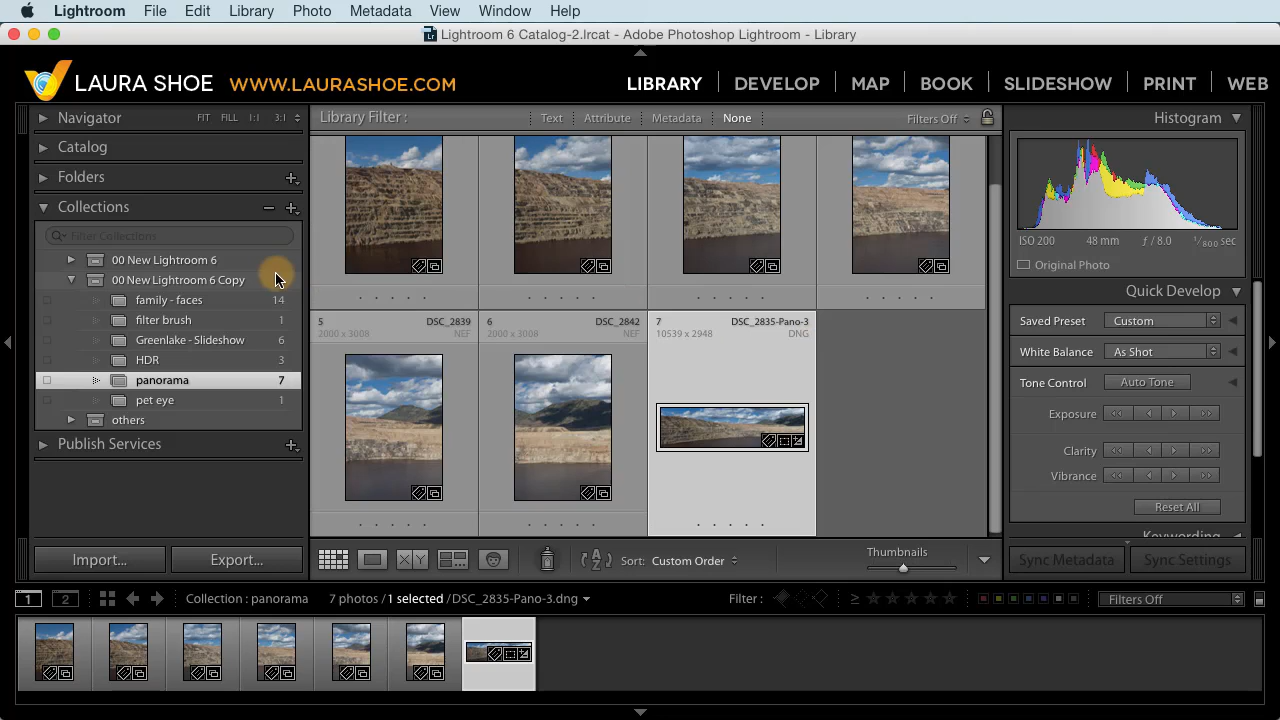 Lightroom File Edit Library Photo Metadata View Window Help
Lightroom 6 Catalog-2.lrcat - Adobe Photoshop Lightroom - Library
LAURA SHOE WWW.LAURASHOE.COM
LIBRARY DEVELOP MAP BOOK SLIDESHOW PRINT WEB
Navigator FIT FILL 1:1 3:1
Catalog
Folders
Collections
Filter Collections
00 New Lightroom 6
00 New Lightroom 6 Copy
family - faces 14
filter brush 1
Greenlake - Slideshow 6
HDR 3
panorama 7
pet eye 1
others
Publish Services
Import... Export...
Library Filter : Text Attribute Metadata None Filters Off
5 DSC_2839
2000 x 3008 NEF
6 DSC_2842
2000 x 3008 NEF
7 DSC_2835-Pano-3
10539 x 2948 DNG
Sort: Custom Order
Thumbnails
Histogram
ISO 200 48 mm ƒ / 8.0 1/800 sec
Original Photo
Quick Develop
Saved Preset Custom
White Balance As Shot
Tone Control Auto Tone
Exposure
Clarity
Vibrance
Reset All
Keywording
Sync Metadata Sync Settings
1 2 Collection : panorama 7 photos / 1 selected / DSC_2835-Pano-3.dng Filter : ≥ Filters Off